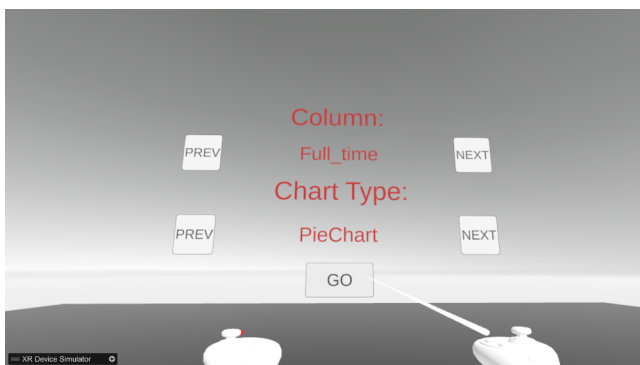 Column:
PREV Full_time NEXT
Chart Type:
PREV PieChart NEXT
GO
XR Device Simulator